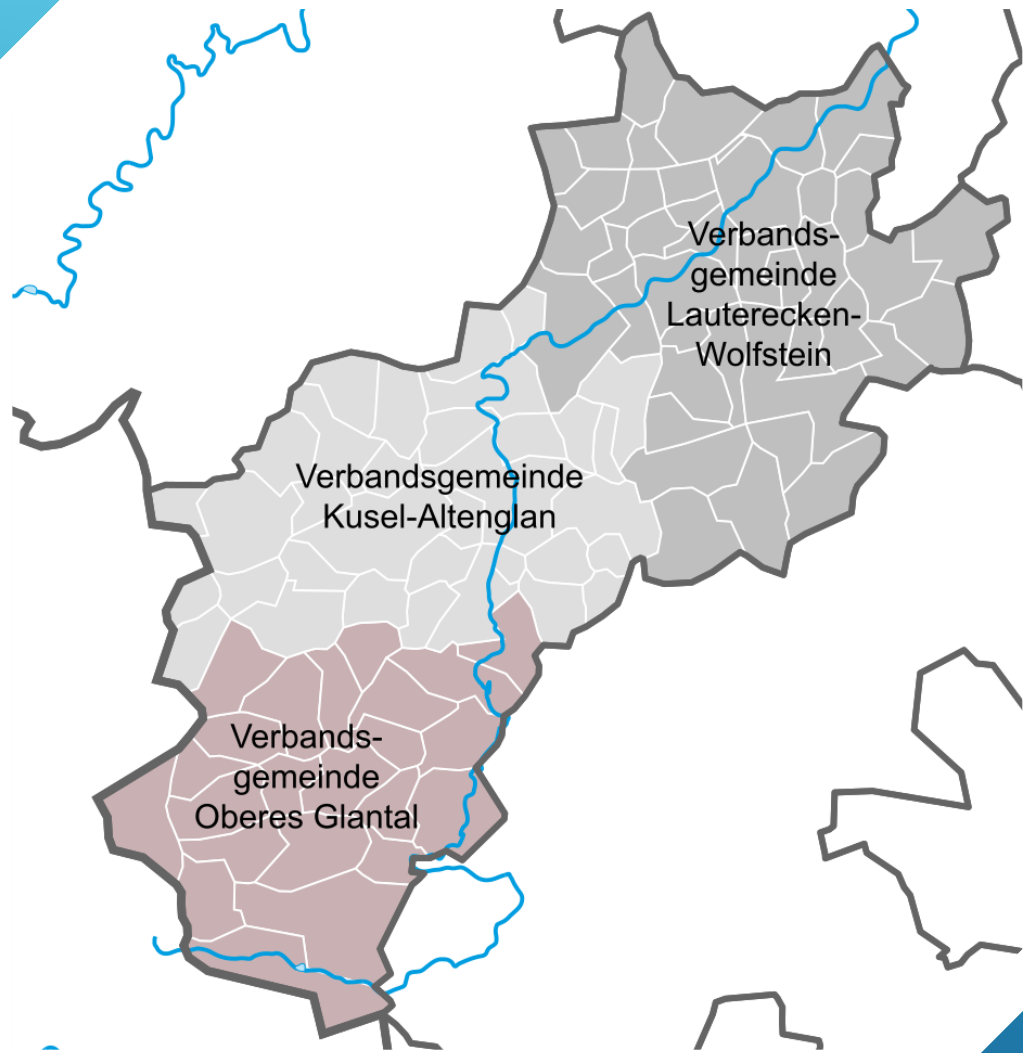 Verbands-
gemeinde
Lauterecken-
Wolfstein
Verbandsgemeinde
Kusel-Altenglan
Verbands-
gemeinde
Oberes Glantal